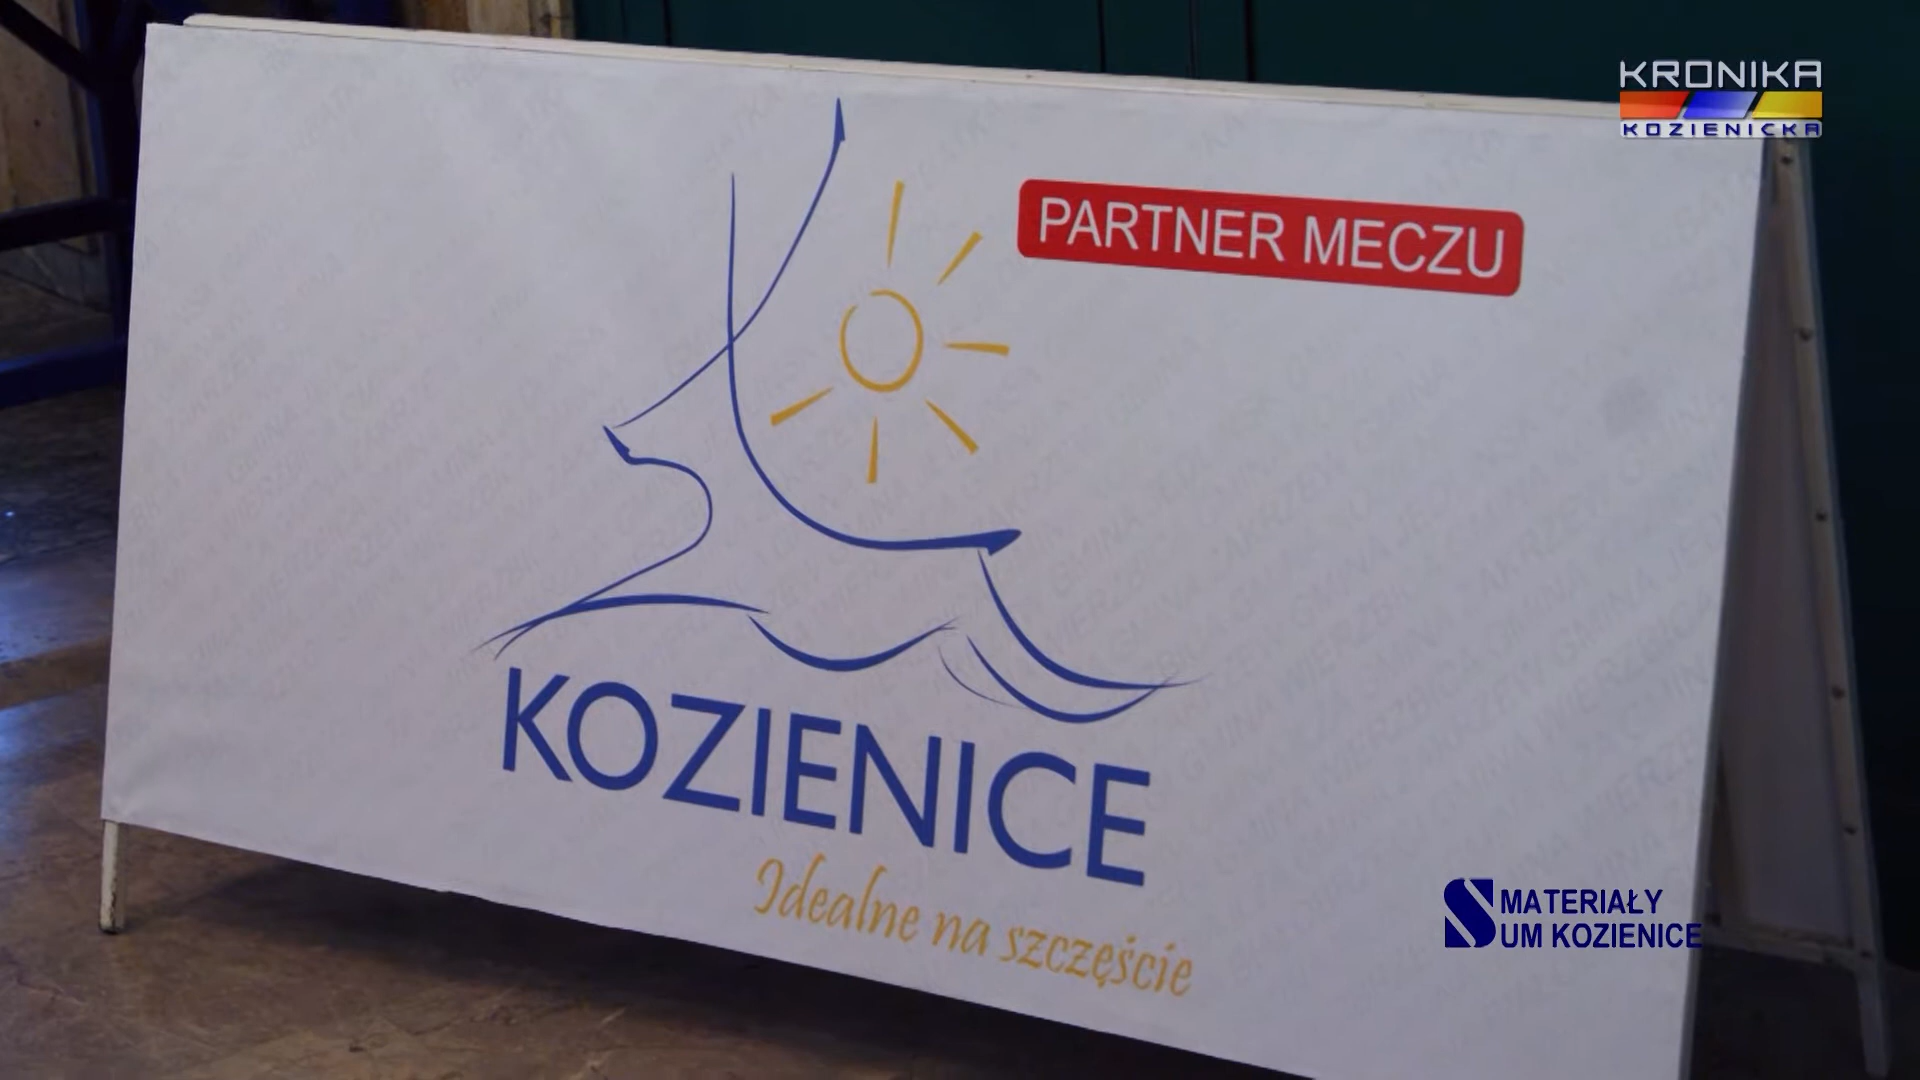 KRONIKA
KOZIENICKA
PARTNER MECZU
KOZIENICE
Idealne na szczęście
MATERIAŁY
UM KOZIENICE